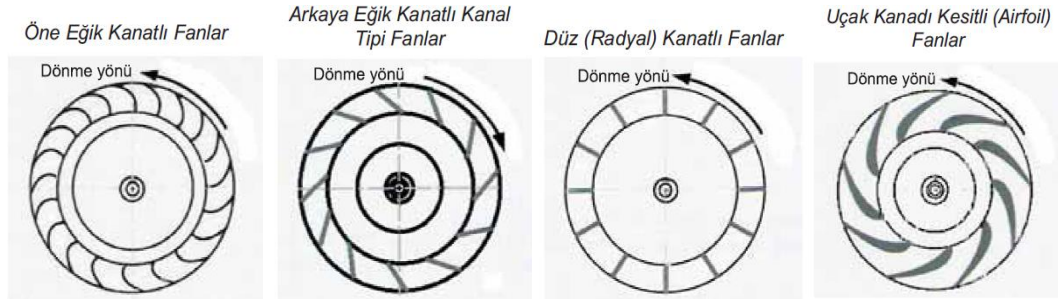 Öne Eğik Kanatlı Fanlar
Dönme yönü
Arkaya Eğik Kanatlı Kanal
Tipi Fanlar
Dönme yönü
Düz (Radyal) Kanatlı Fanlar
Dönme yönü
Uçak Kanadı Kesitli (Airfoil)
Fanlar
Dönme yönü